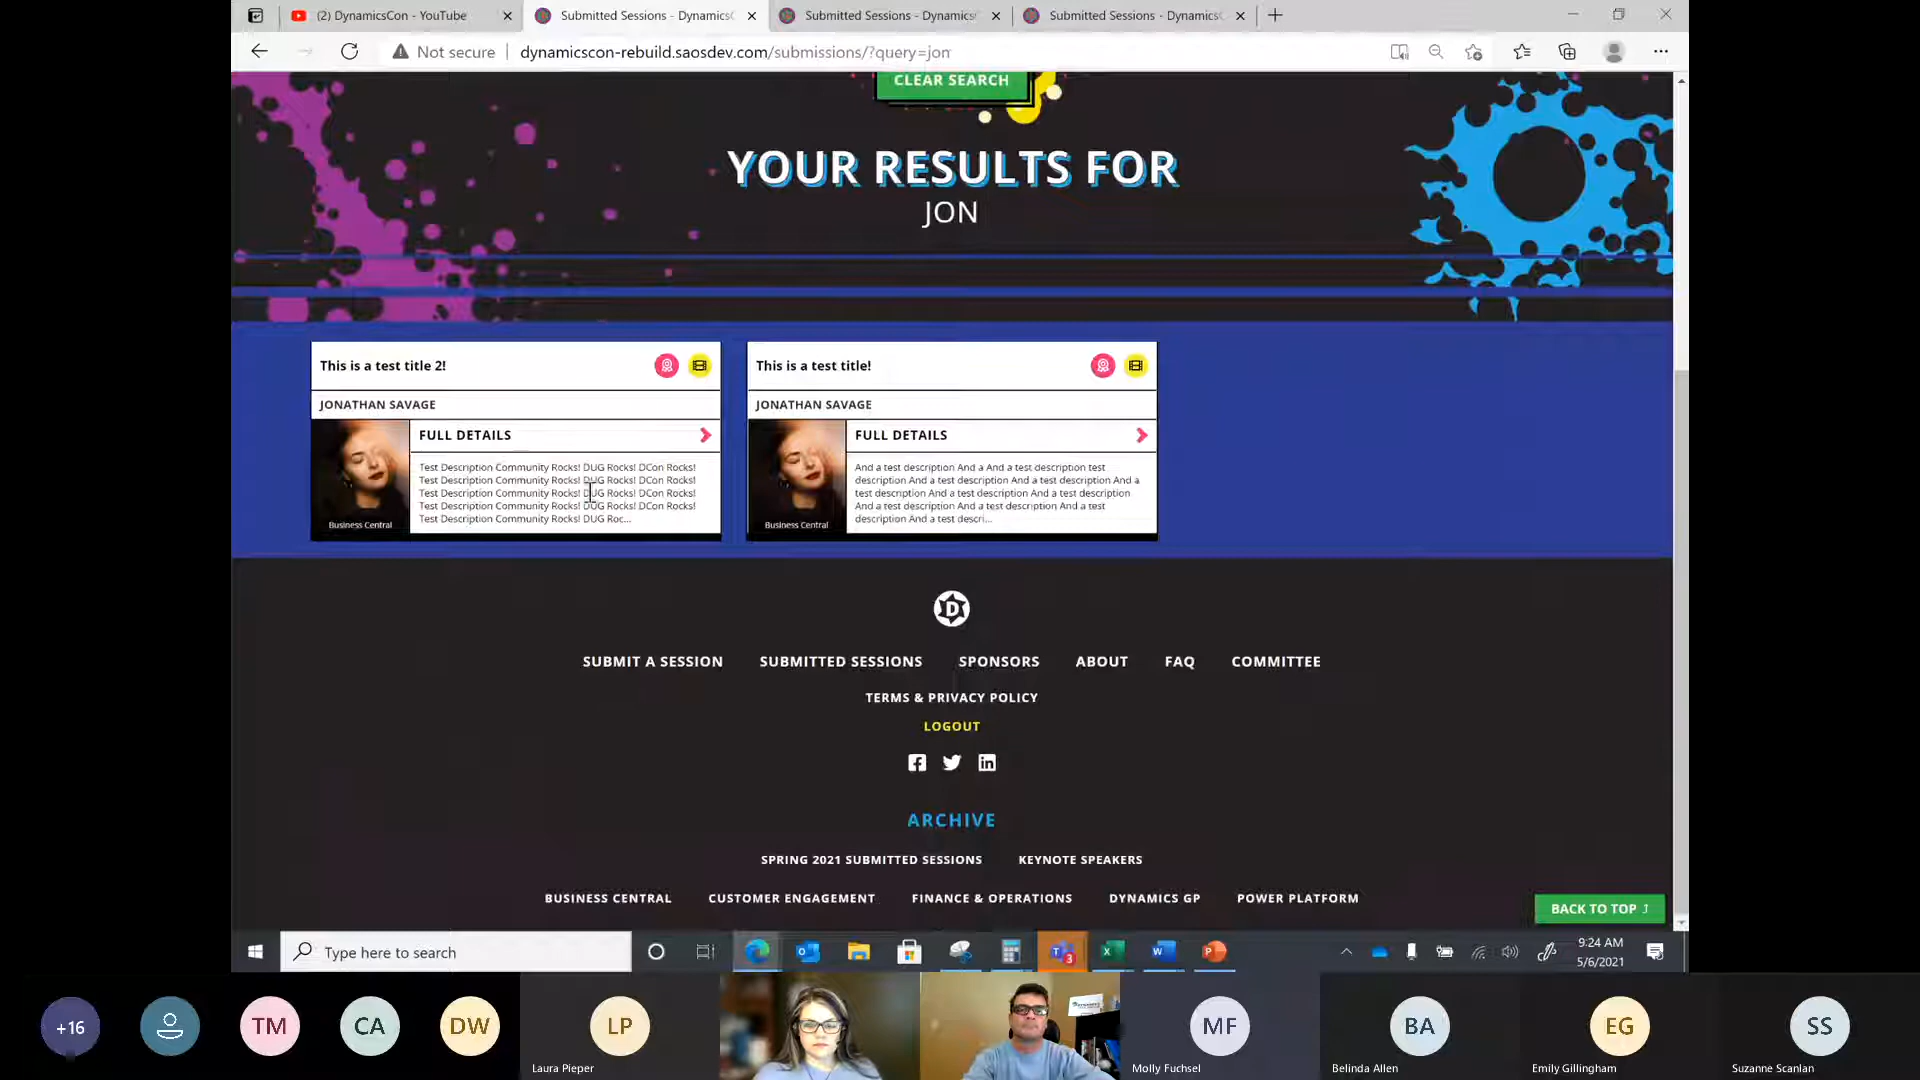 (2) DynamicsCon - YouTube
Submitted Sessions - DynamicsC
Submitted Sessions - Dynamics
Submitted Sessions - Dynamics
Not secure
dynamicscon-rebuild.saosdev.com/submissions/?query=jon
CLEAR SEARCH
YOUR RESULTS FOR
JON
This is a test title 2!
JONATHAN SAVAGE
FULL DETAILS
Test Description Community Rocks! DUG Rocks! DCon Rocks!
Test Description Community Rocks! DUG Rocks! DCon Rocks!
Test Description Community Rocks! DUG Rocks! DCon Rocks!
Test Description Community Rocks! DUG Rocks! DCon Rocks!
Test Description Community Rocks! DUG Roc...
Business Central
This is a test title!
JONATHAN SAVAGE
FULL DETAILS
And a test description And a And a test description test
description And a test description And a test description And a
test description And a test description And a test description
And a test description And a test description And a test
description And a test descri...
Business Central
D
SUBMIT A SESSION
SUBMITTED SESSIONS
SPONSORS
ABOUT
FAQ
COMMITTEE
TERMS & PRIVACY POLICY
LOGOUT
ARCHIVE
SPRING 2021 SUBMITTED SESSIONS
KEYNOTE SPEAKERS
BUSINESS CENTRAL
CUSTOMER ENGAGEMENT
FINANCE & OPERATIONS
DYNAMICS GP
POWER PLATFORM
BACK TO TOP
Type here to search
3
9:24 AM
5/6/2021
+16
TM
CA
DW
LP
Laura Pieper
MF
Molly Fuchsel
BA
Belinda Allen
EG
Emily Gillingham
SS
Suzanne Scanlan